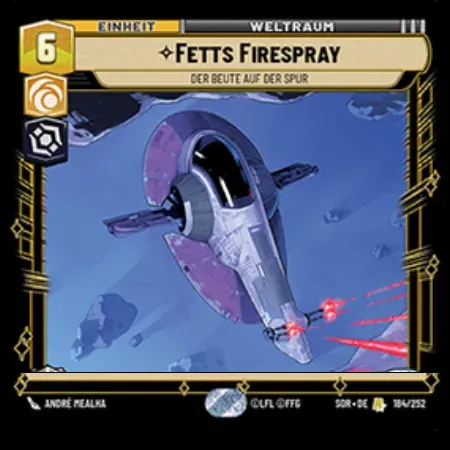 EINHEIT
WELTRAUM
6
FETTS FIRESPRAY
DER BEUTE AUF DER SPUR
ANDRÉ MEALHA
©LFL ©FFG
SOR • DE
184/252